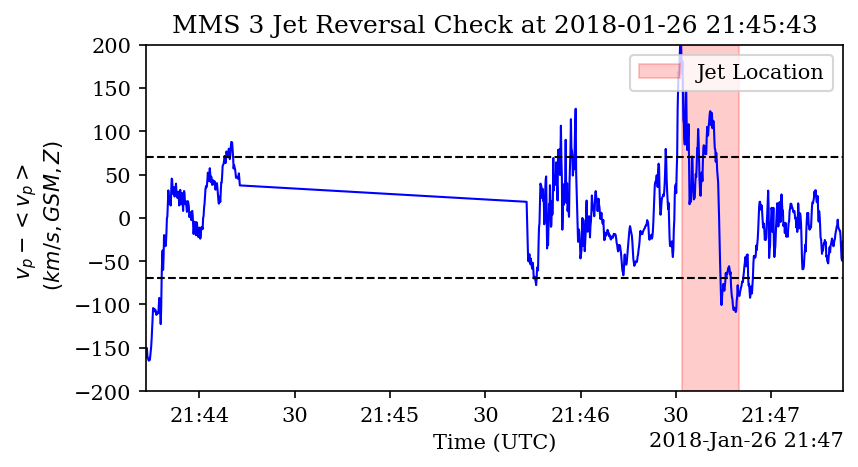 MMS 3 Jet Reversal Check at 2018-01-26 21:45:43
200
150
100
50
0
−50
−100
−150
−200
v_p − < v_p >
(km/s, GSM, Z)
Jet Location
21:44
30
21:45
30
21:46
30
21:47
Time (UTC)
2018-Jan-26 21:47